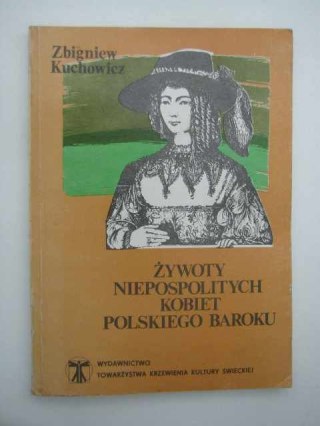 Zbigniew
Kuchowicz
ŻYWOTY
NIEPOSPOLITYCH
KOBIET
POLSKIEGO BAROKU
WYDAWNICTWO
TOWARZYSTWA KRZEWIENIA KULTURY ŚWIECKIEJ